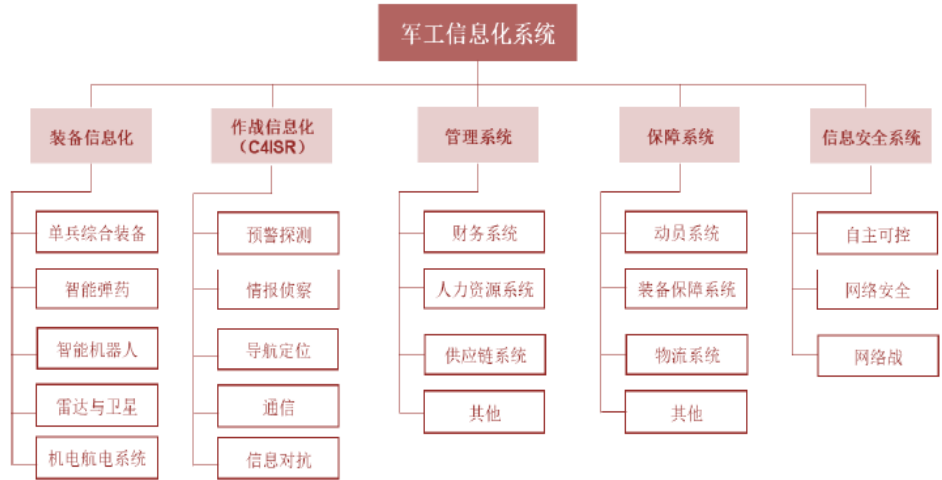 军工信息化系统
装备信息化
单兵综合装备
智能弹药
智能机器人
雷达与卫星
机电航电系统
作战信息化
（C4ISR）
预警探测
情报侦察
导航定位
通信
信息对抗
管理系统
财务系统
人力资源系统
供应链系统
其他
保障系统
动员系统
装备保障系统
物流系统
其他
信息安全系统
自主可控
网络安全
网络战